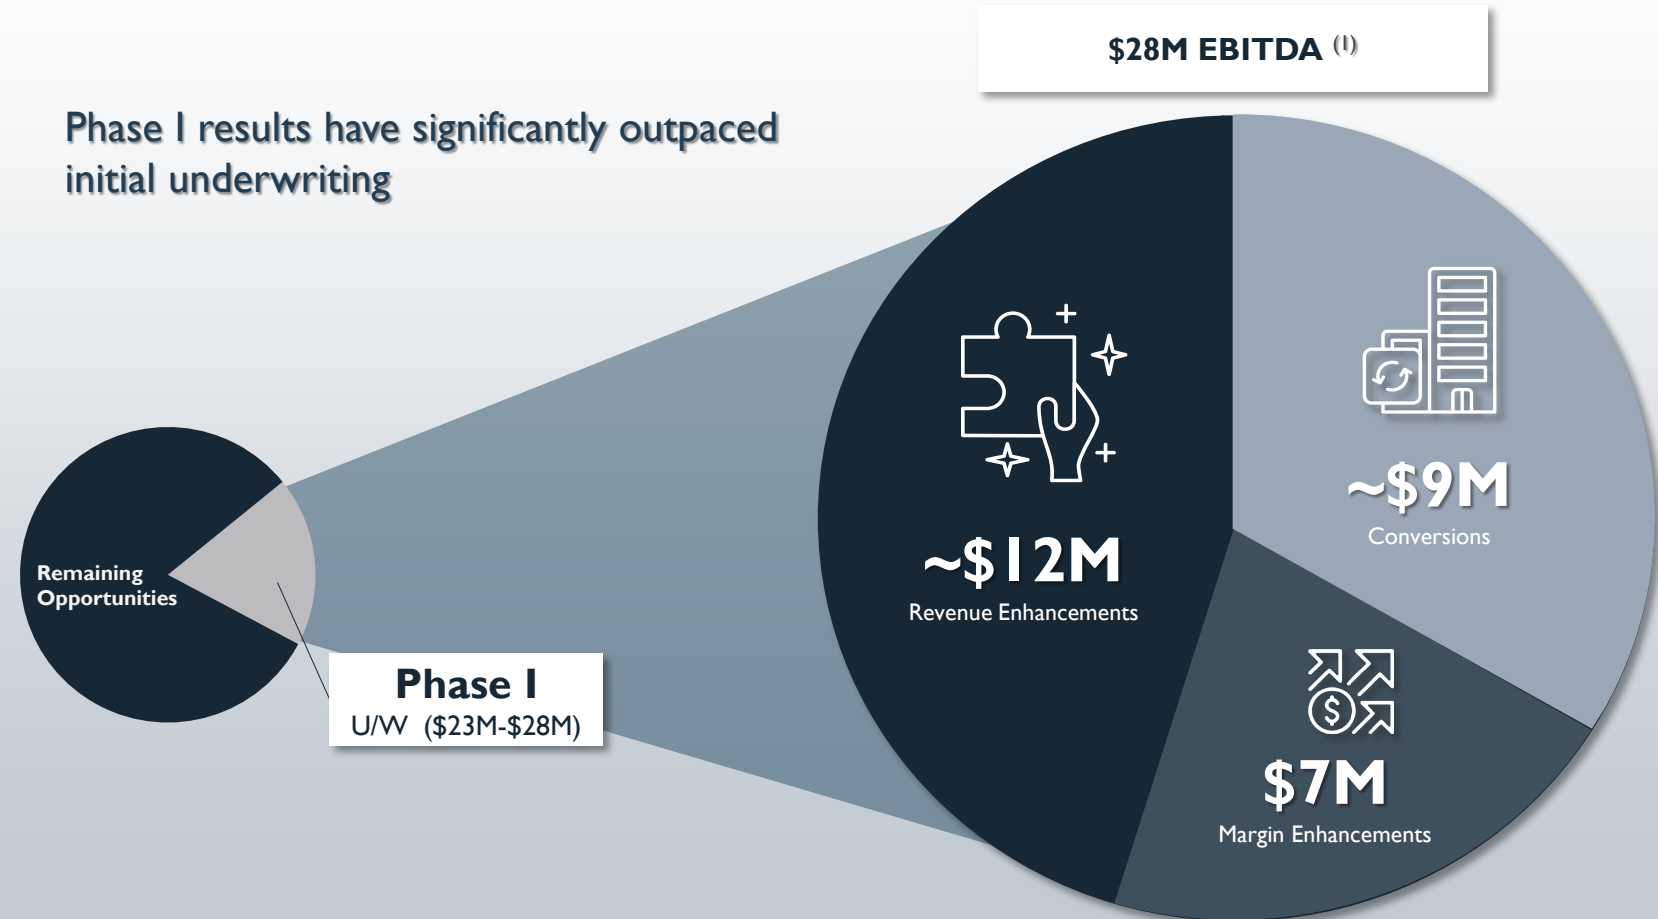 $28M EBITDA (1)
Phase I results have significantly outpaced
initial underwriting
~$9M
Conversions
~$12M
Revenue Enhancements
Remaining
Opportunities
Phase I
U/W ($23M-$28M)
$7M
Margin Enhancements